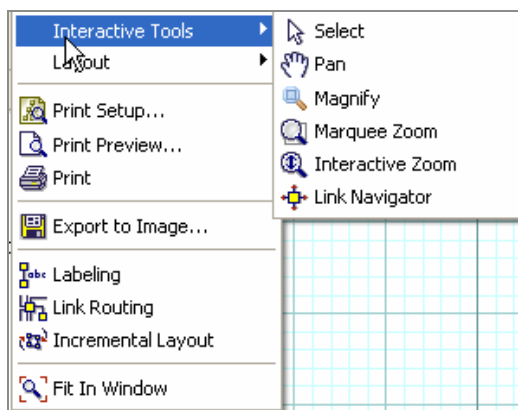 Interactive Tools
Layout
Print Setup...
Print Preview...
Print
Export to Image...
Labeling
Link Routing
Incremental Layout
Fit In Window
Select
Pan
Magnify
Marquee Zoom
Interactive Zoom
Link Navigator